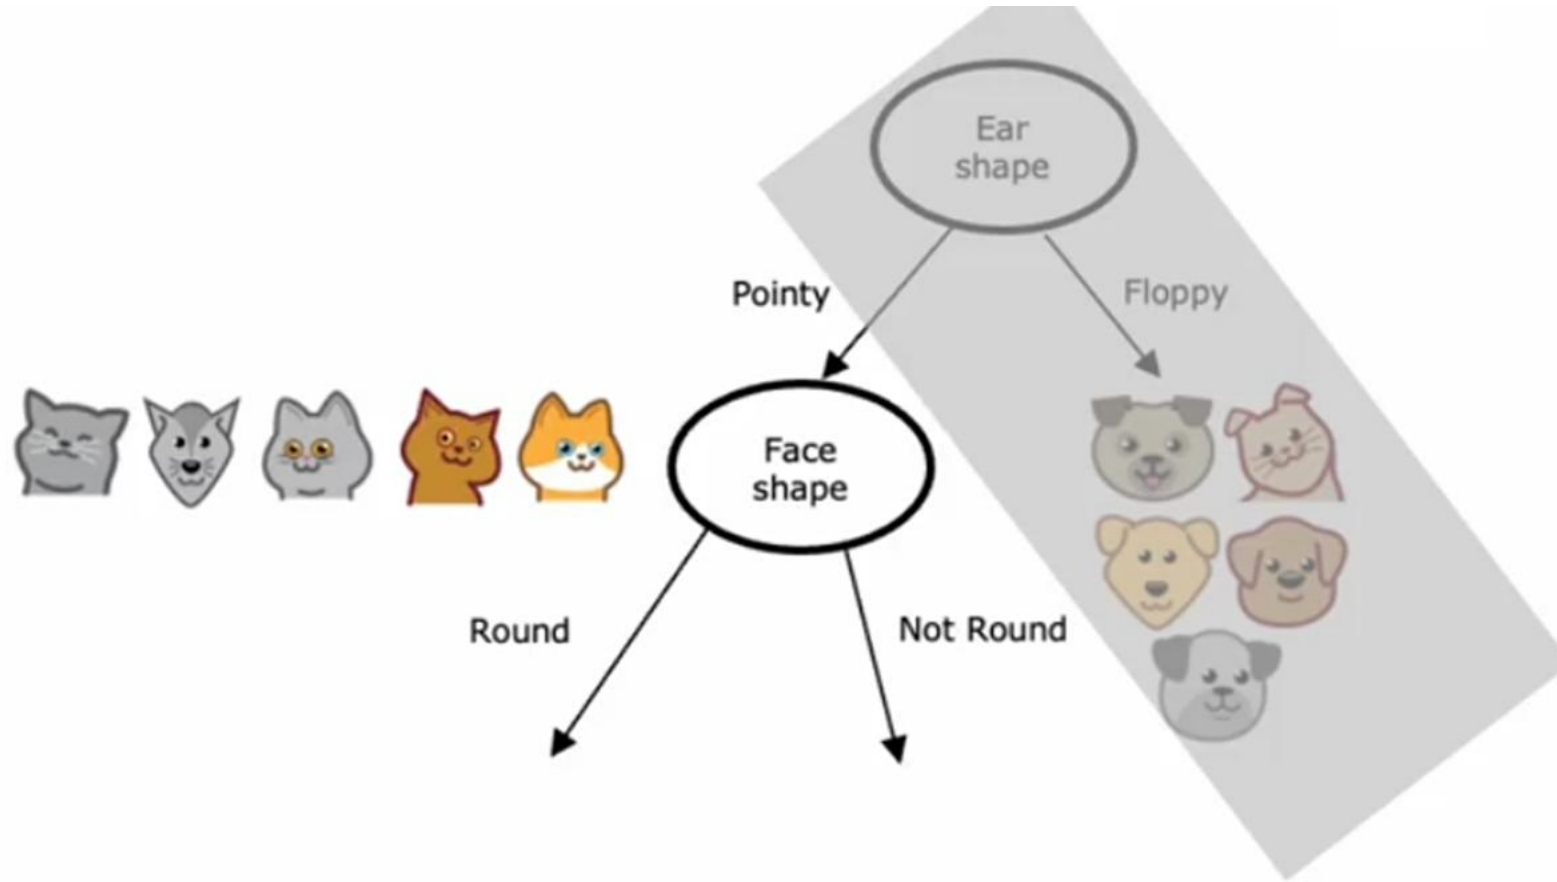 Ear
shape
Pointy
Floppy
Face
shape
Round
Not Round